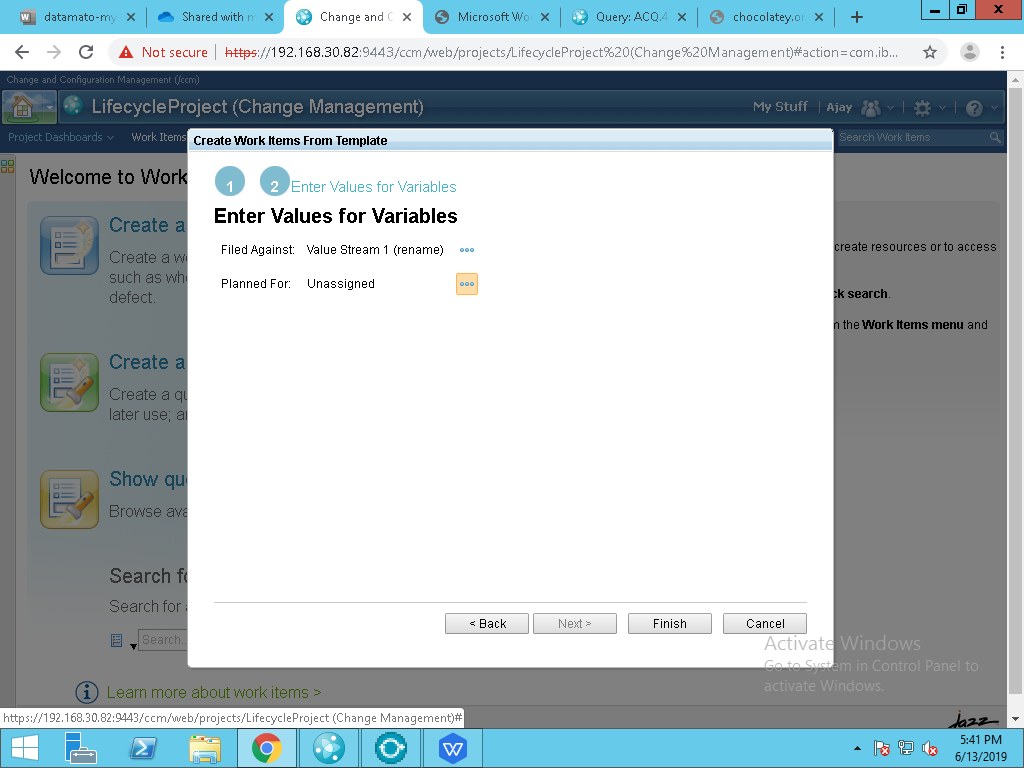 datamato-my
Shared with m
Change and C
Microsoft Wo
Query: ACQ.4
chocolatey.or
Not secure
https://192.168.30.82:9443/ccm/web/projects/LifecycleProject%20(Change%20Management)#action=com.ib...
Change and Configuration Management (/ccm)
LifecycleProject (Change Management)
My Stuff
Ajay
Project Dashboards
Work Items
Search Work Items
Create Work Items From Template
Welcome to Work
1
2
Enter Values for Variables
Enter Values for Variables
Filed Against:
Value Stream 1 (rename)
Planned For:
Unassigned
Create a
Create a wo
such as whe
defect.
create resources or to access
ck search.
the Work Items menu and
Create a
Create a qu
later use; an
Show que
Browse ava
Search fo
Search for a
Search..
< Back
Next >
Finish
Cancel
Activate Windows
Go to System in Control Panel to
activate Windows.
Learn more about work items >
https://192.168.30.82:9443/ccm/web/projects/LifecycleProject (Change Management)#
jazz
5:41 PM
6/13/2019